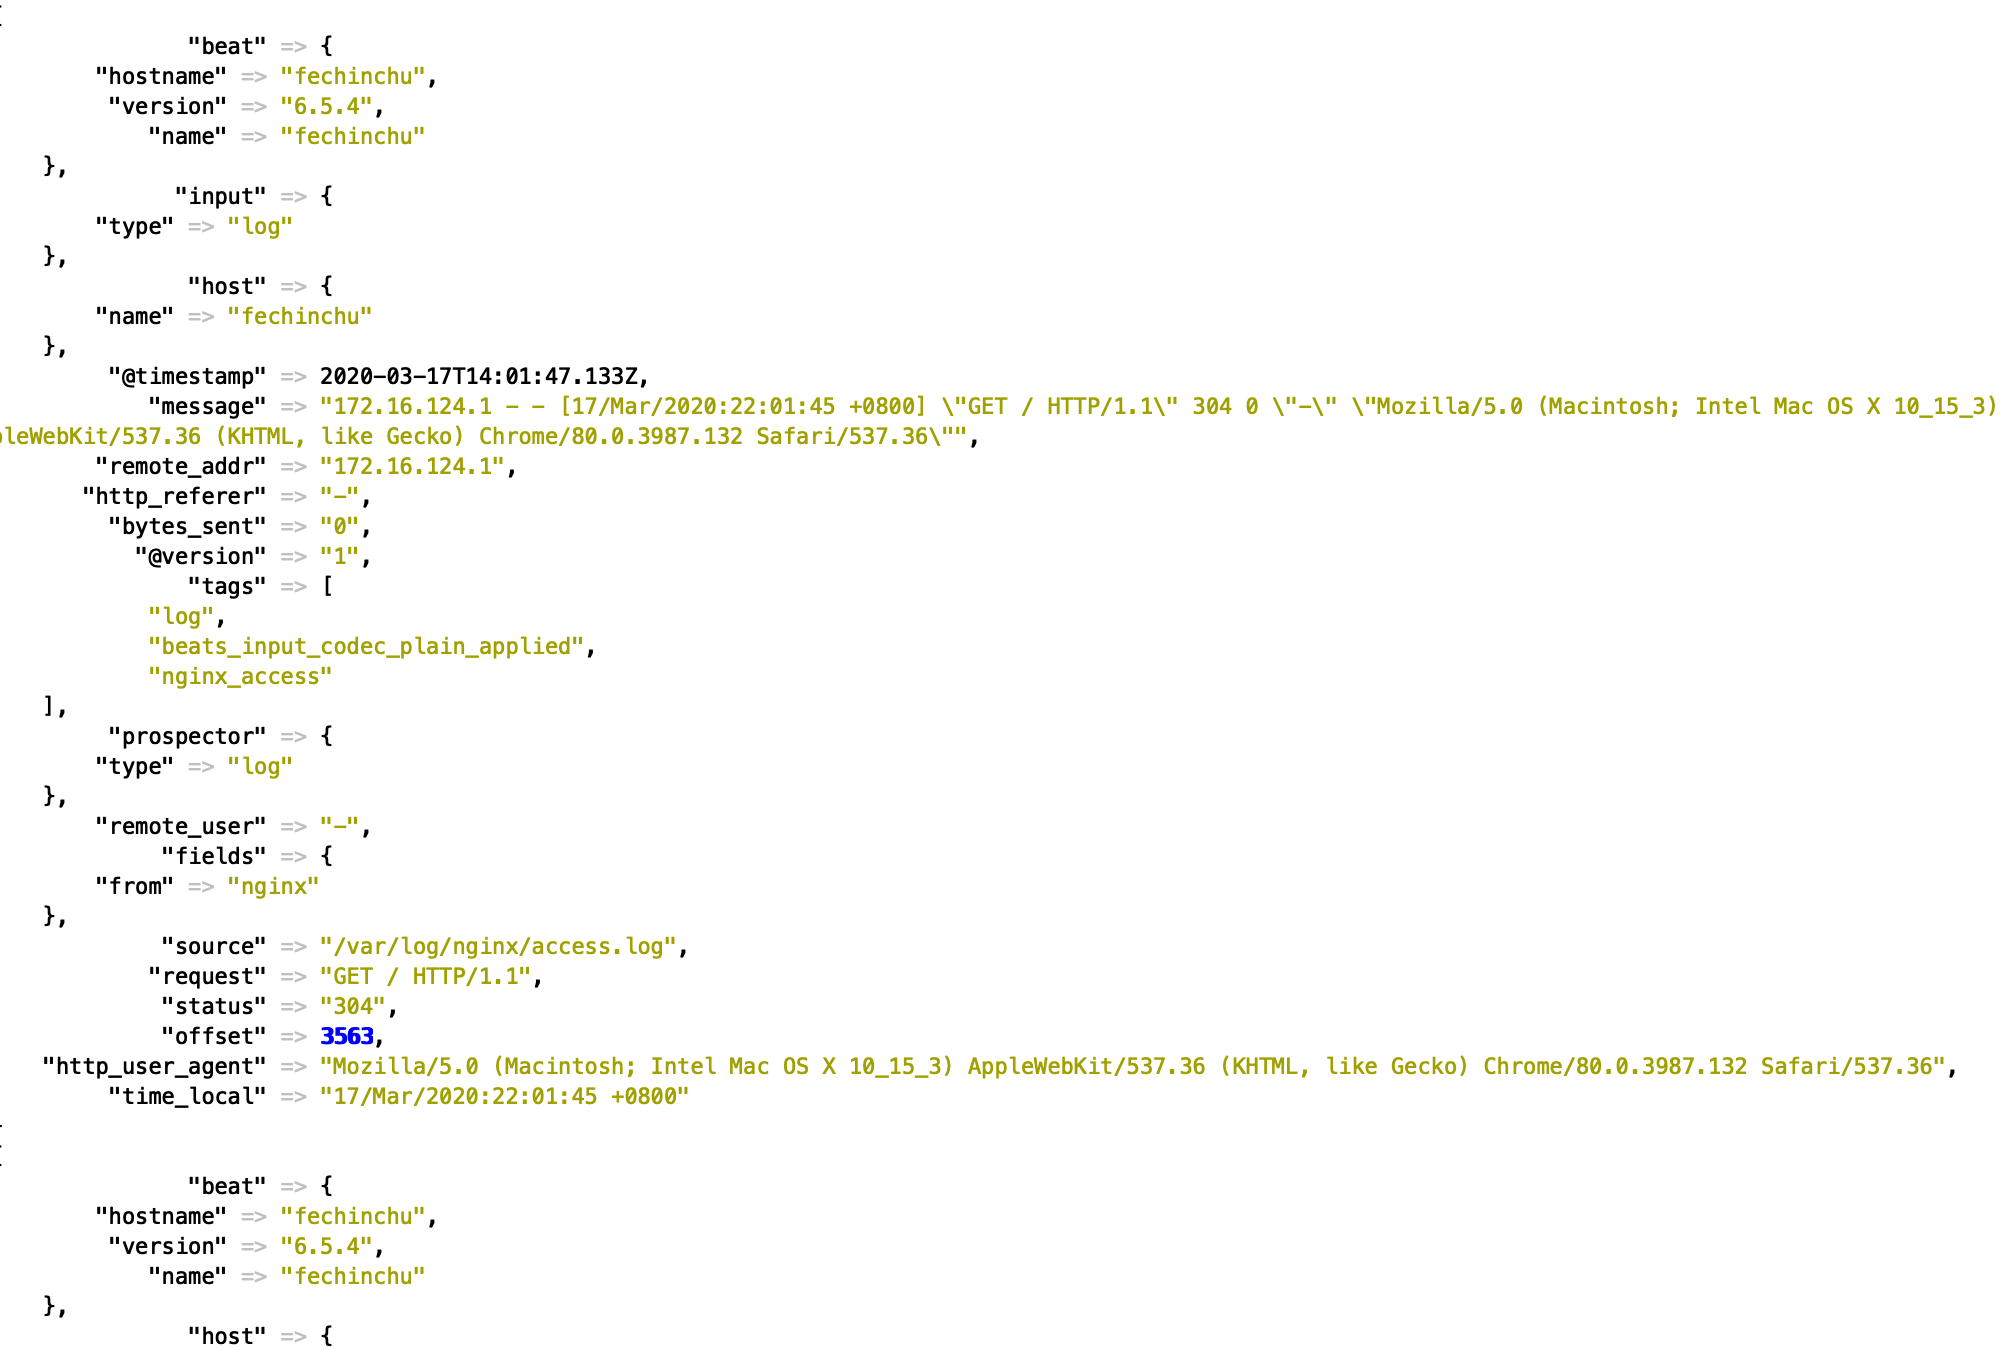 "beat" => {
"hostname" => "fechinchu",
"version" => "6.5.4",
"name" => "fechinchu"
},
"input" => {
"type" => "log"
},
"host" => {
"name" => "fechinchu"
},
"@timestamp" => 2020-03-17T14:01:47.133Z,
"message" => "172.16.124.1 - - [17/Mar/2020:22:01:45 +0800] \"GET / HTTP/1.1\" 304 0 \"-\" \"Mozilla/5.0 (Macintosh; Intel Mac OS X 10_15_3)
pleWebKit/537.36 (KHTML, like Gecko) Chrome/80.0.3987.132 Safari/537.36\"",
"remote_addr" => "172.16.124.1",
"http_referer" => "-",
"bytes_sent" => "0",
"@version" => "1",
"tags" => [
"log",
"beats_input_codec_plain_applied",
"nginx_access"
],
"prospector" => {
"type" => "log"
},
"remote_user" => "-",
"fields" => {
"from" => "nginx"
},
"source" => "/var/log/nginx/access.log",
"request" => "GET / HTTP/1.1",
"status" => "304",
"offset" => 3563,
"http_user_agent" => "Mozilla/5.0 (Macintosh; Intel Mac OS X 10_15_3) AppleWebKit/537.36 (KHTML, like Gecko) Chrome/80.0.3987.132 Safari/537.36",
"time_local" => "17/Mar/2020:22:01:45 +0800"
"beat" => {
"hostname" => "fechinchu",
"version" => "6.5.4",
"name" => "fechinchu"
},
"host" => {